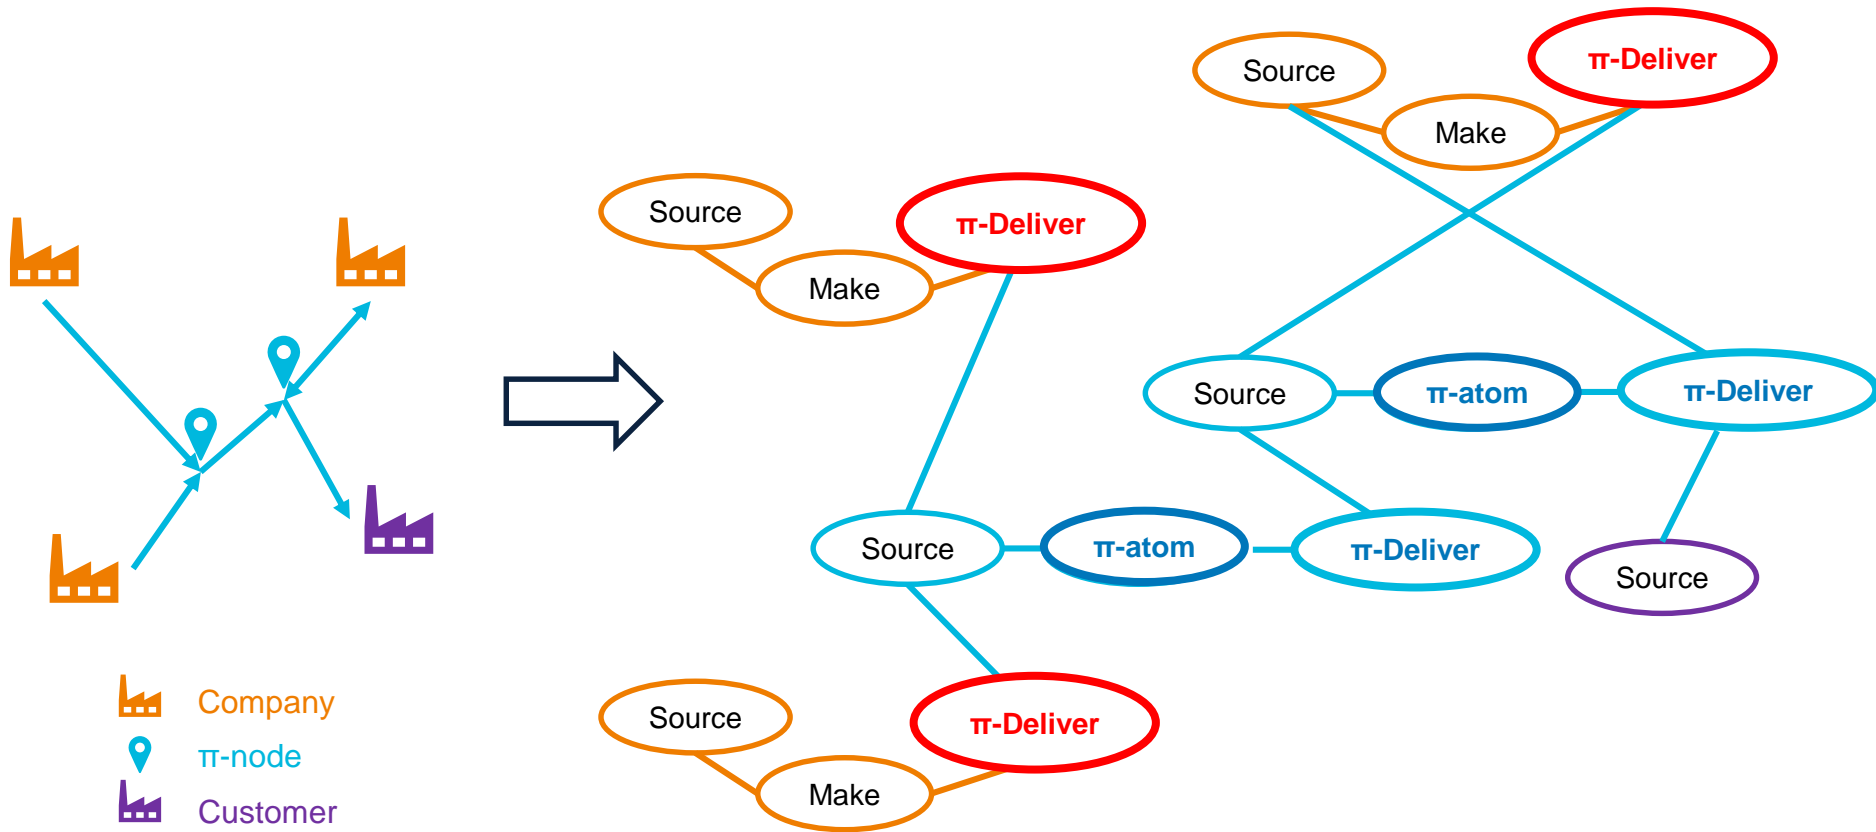 Source
π-Deliver
Make
Source
π-Deliver
Make
Source
π-atom
π-Deliver
Source
π-atom
π-Deliver
Source
Source
π-Deliver
Make
Company
π-node
Customer